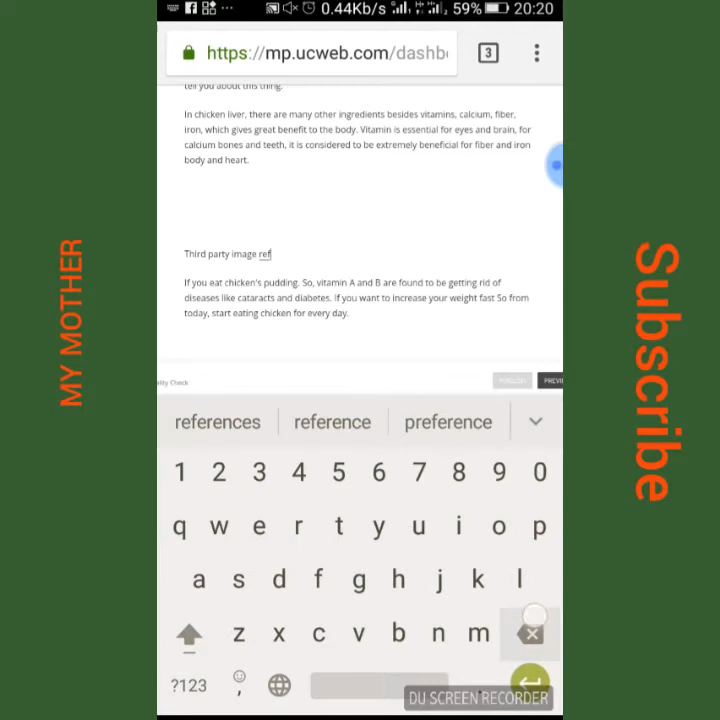 0.44Kb/s 59% 20:20
https://mp.ucweb.com/dashb
3
tell you about this thing.
In chicken liver, there are many other ingredients besides vitamins, calcium, fiber,
iron, which gives great benefit to the body. Vitamin is essential for eyes and brain, for
calcium bones and teeth, it is considered to be extremely beneficial for fiber and iron
body and heart.
Third party image ref
If you eat chicken's pudding. So, vitamin A and B are found to be getting rid of
diseases like cataracts and diabetes. If you want to increase your weight fast So from
today, start eating chicken for every day.
ality Check
PUBLISH PREVI
references reference preference
1 2 3 4 5 6 7 8 9 0
q w e r t y u i o p
a s d f g h j k l
z x c v b n m
?123 , .
DU SCREEN RECORDER
MY MOTHER
Subscribe